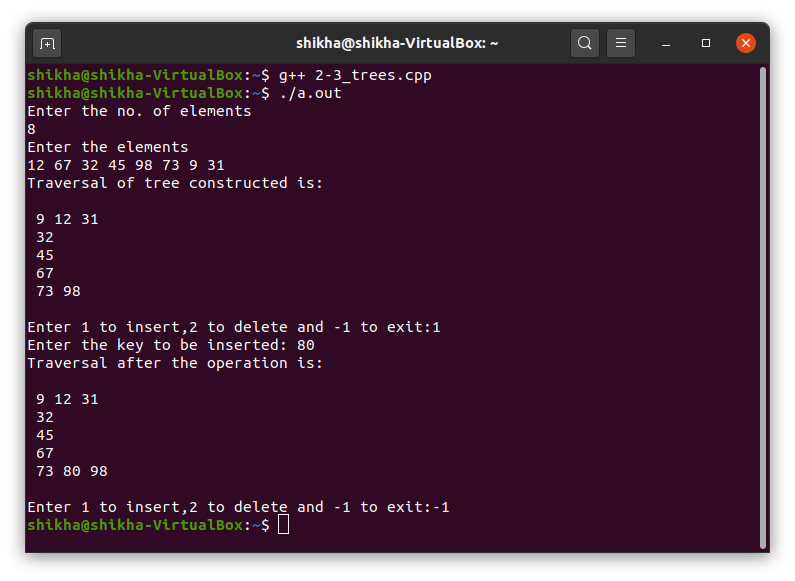 shikha@shikha-VirtualBox: ~
shikha@shikha-VirtualBox:~$ g++ 2-3_trees.cpp
shikha@shikha-VirtualBox:~$ ./a.out
Enter the no. of elements
8
Enter the elements
12 67 32 45 98 73 9 31
Traversal of tree constructed is:
9 12 31
32
45
67
73 98
Enter 1 to insert,2 to delete and -1 to exit:1
Enter the key to be inserted: 80
Traversal after the operation is:
9 12 31
32
45
67
73 80 98
Enter 1 to insert,2 to delete and -1 to exit:-1
shikha@shikha-VirtualBox:~$